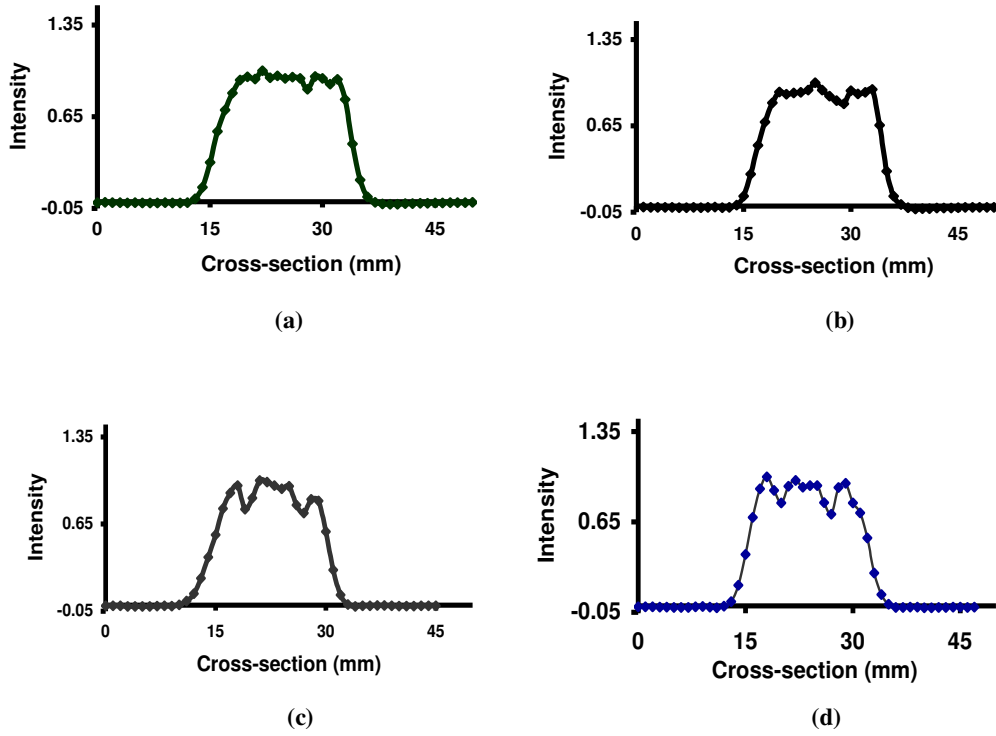 1.35
Intensity
0.65
-0.05
0 15 30 45
Cross-section (mm)
(a)
1.35
Intensity
0.65
-0.05
0 15 30 45
Cross-section (mm)
(b)
1.35
Intensity
0.65
-0.05
0 15 30 45
Cross-section (mm)
(c)
1.35
Intensity
0.65
-0.05
0 15 30 45
Cross-section (mm)
(d)